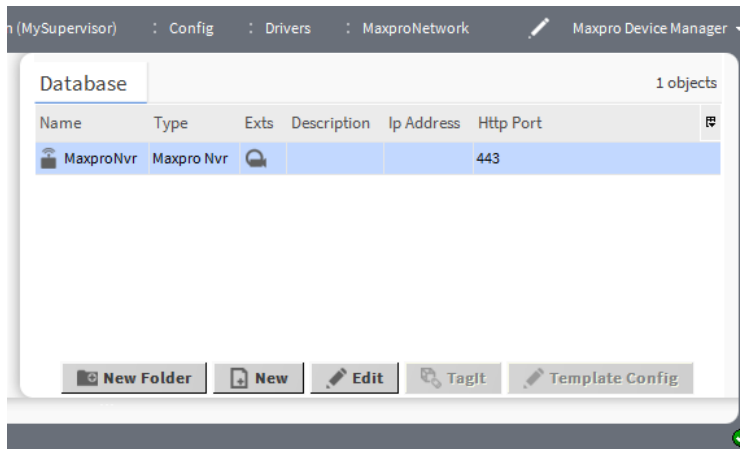 (MySupervisor) : Config : Drivers : MaxproNetwork Maxpro Device Manager
Database 1 objects
Name Type Exts Description Ip Address Http Port
MaxproNvr Maxpro Nvr 443
New Folder New Edit TagIt Template Config